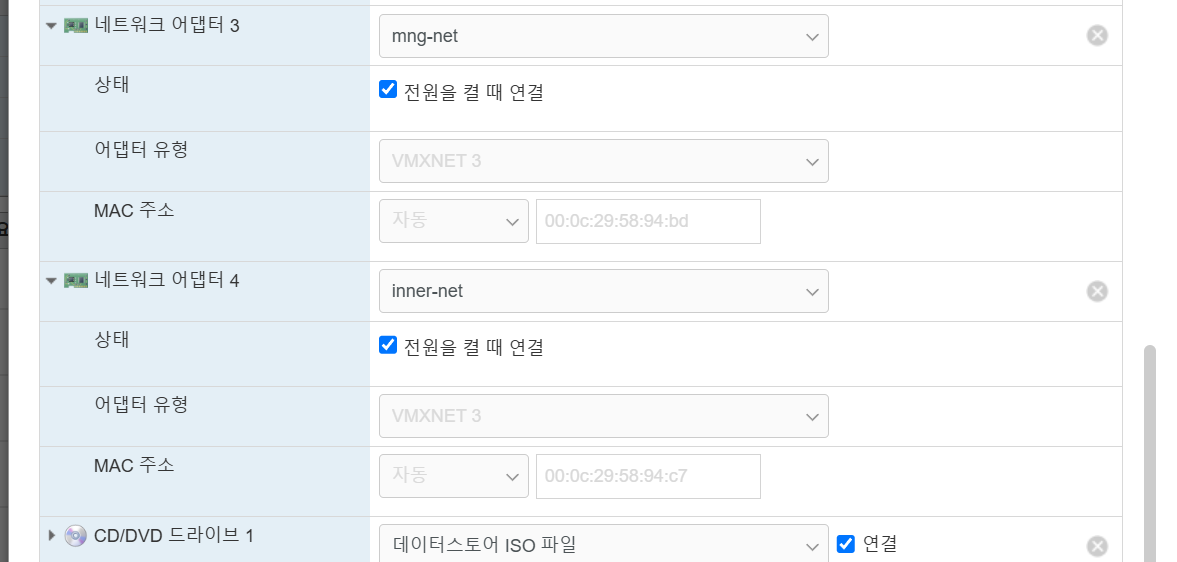 네트워크 어댑터 3
mng-net
상태
전원을 켤 때 연결
어댑터 유형
VMXNET 3
MAC 주소
자동
00:0c:29:58:94:bd
네트워크 어댑터 4
inner-net
상태
전원을 켤 때 연결
어댑터 유형
VMXNET 3
MAC 주소
자동
00:0c:29:58:94:c7
CD/DVD 드라이브 1
데이터스토어 ISO 파일
연결